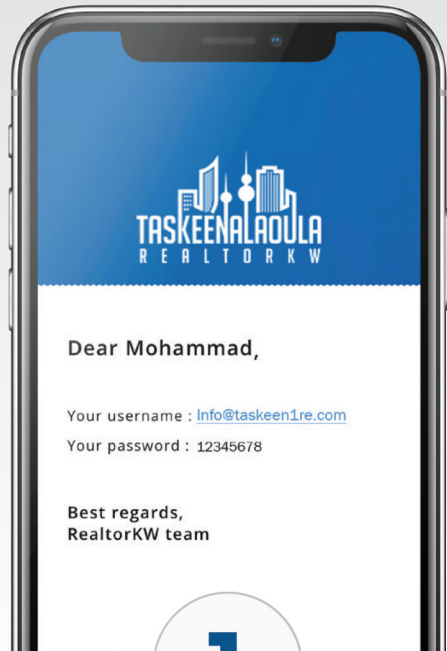 TASKEENALAOULA
REALTORKW
Dear Mohammad,
Your username : Info@taskeen1re.com
Your password : 12345678
Best regards,
RealtorKW team